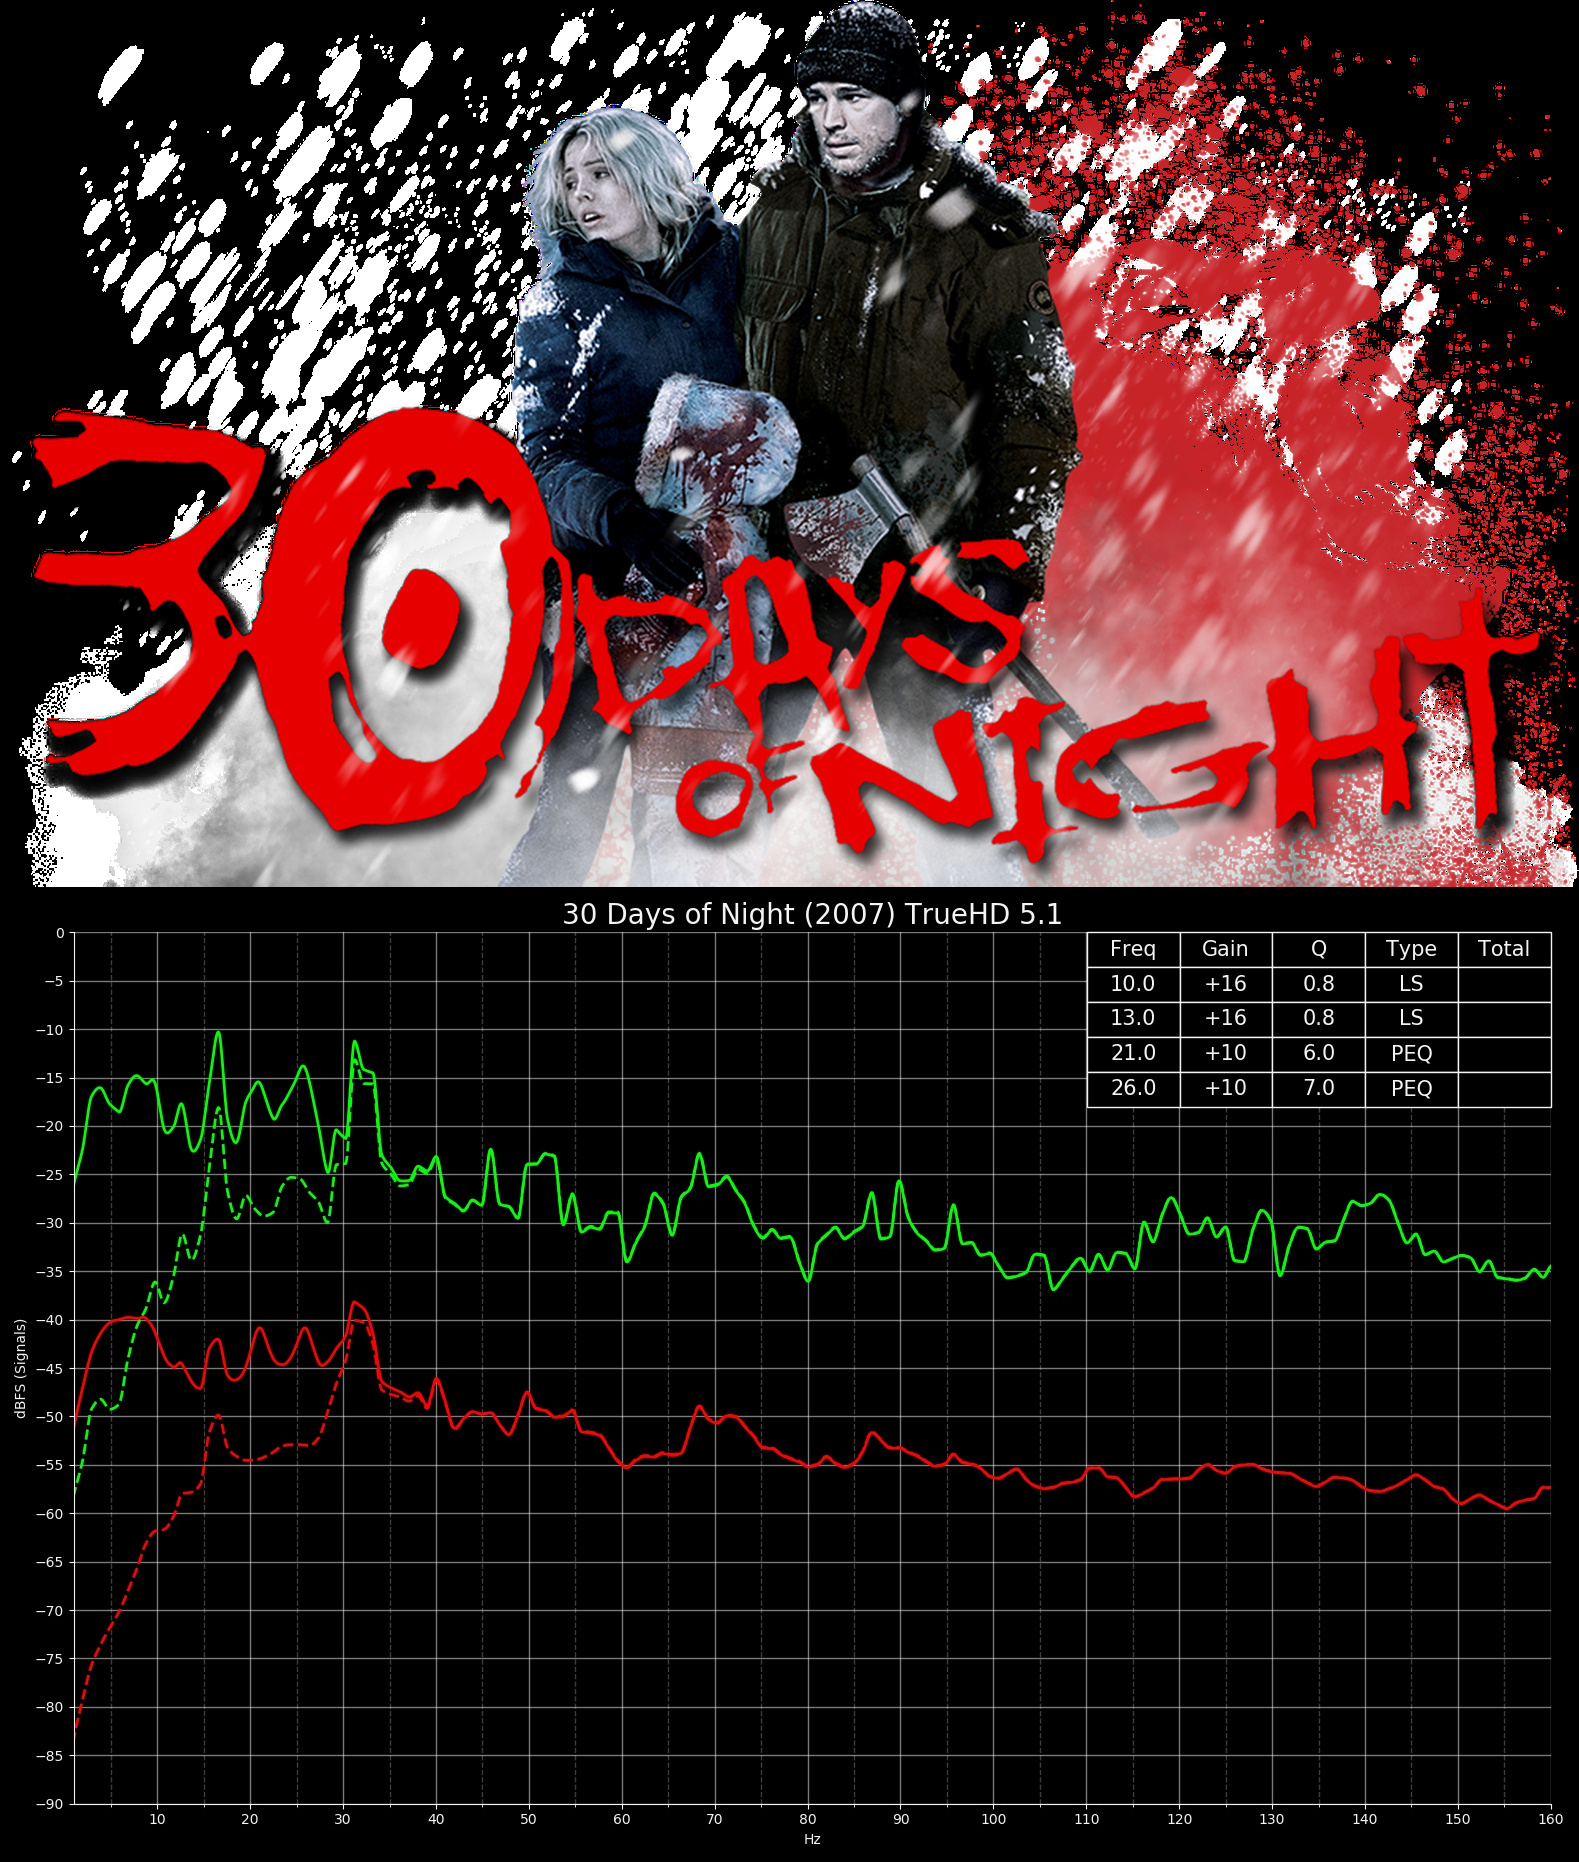 30 DAYS
OF NIGHT
30 Days of Night (2007) TrueHD 5.1
Freq Gain Q Type Total
10.0 +16 0.8 LS
13.0 +16 0.8 LS
21.0 +10 6.0 PEQ
26.0 +10 7.0 PEQ
0
−5
−10
−15
−20
−25
−30
−35
−40
−45
−50
−55
−60
−65
−70
−75
−80
−85
−90
dBFS (Signals)
10 20 30 40 50 60 70 80 90 100 110 120 130 140 150 160
Hz